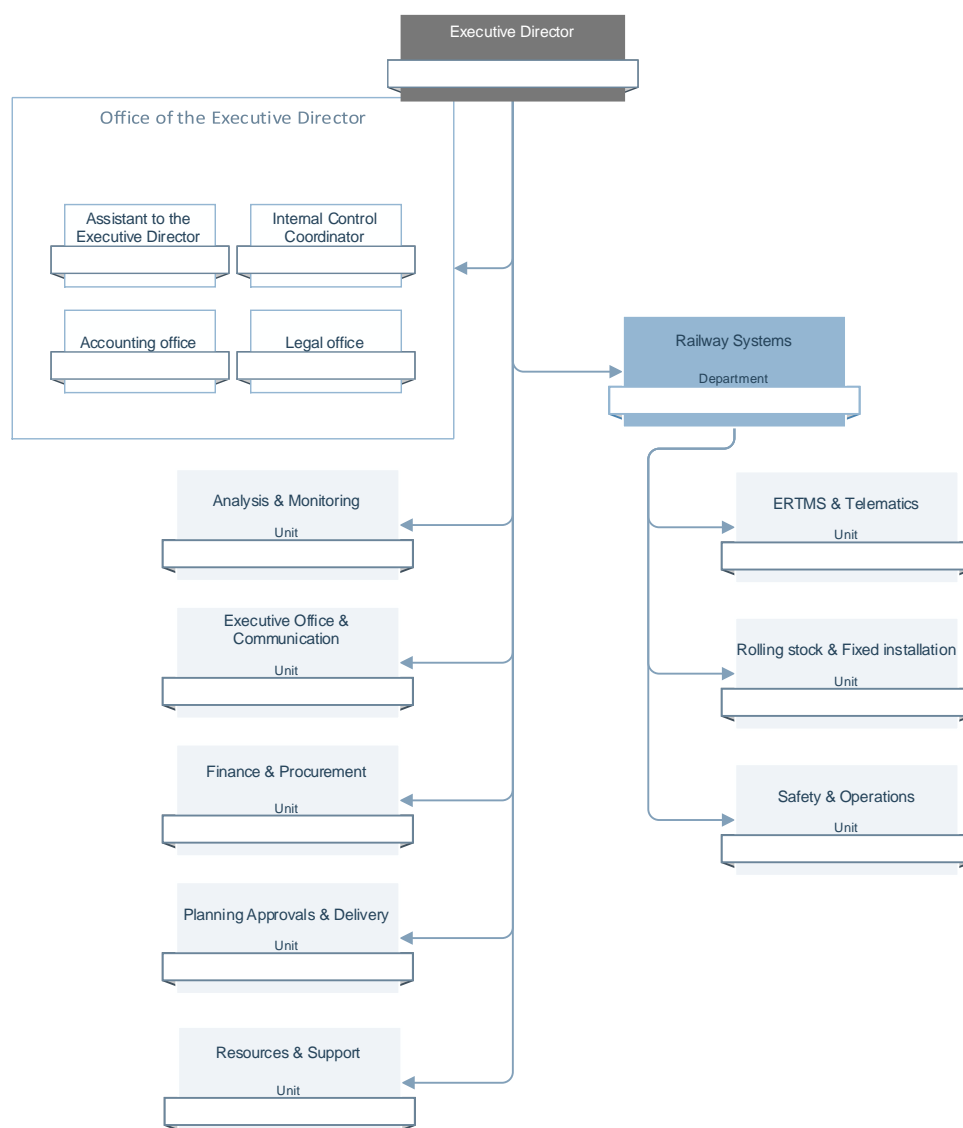 Executive Director
Office of the Executive Director
Assistant to the
Executive Director
Internal Control
Coordinator
Accounting office
Legal office
Railway Systems
Department
Analysis & Monitoring
Unit
ERTMS & Telematics
Unit
Executive Office &
Communication
Unit
Rolling stock & Fixed installation
Unit
Finance & Procurement
Unit
Safety & Operations
Unit
Planning Approvals & Delivery
Unit
Resources & Support
Unit